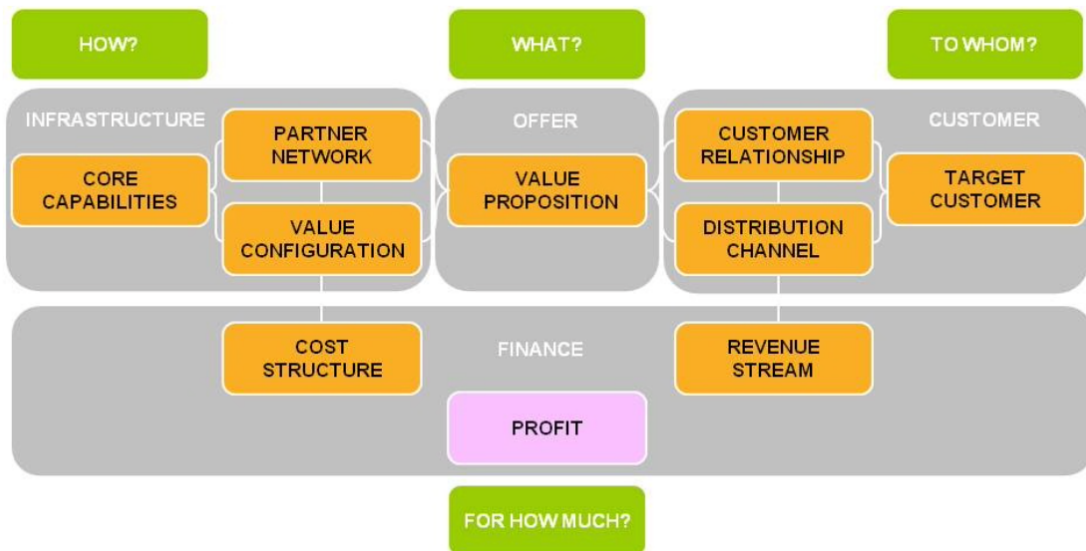 HOW?
WHAT?
TO WHOM?
INFRASTRUCTURE
PARTNER
NETWORK
CORE
CAPABILITIES
VALUE
CONFIGURATION
OFFER
VALUE
PROPOSITION
CUSTOMER
RELATIONSHIP
CUSTOMER
DISTRIBUTION
CHANNEL
TARGET
CUSTOMER
COST
STRUCTURE
FINANCE
REVENUE
STREAM
PROFIT
FOR HOW MUCH?